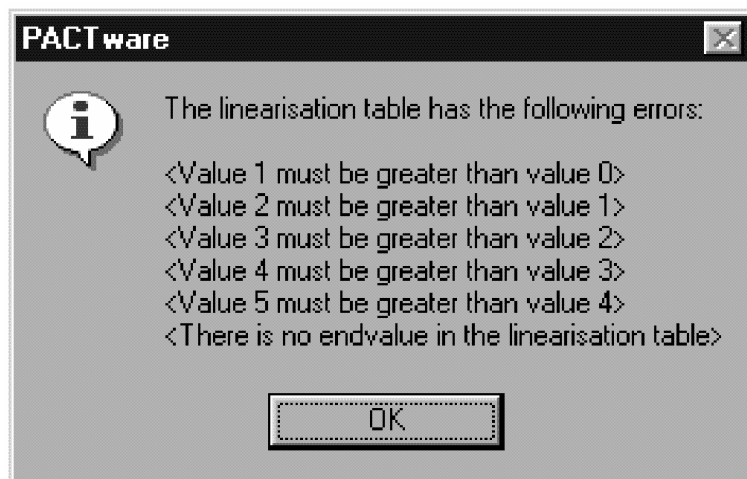 PACTware
The linearisation table has the following errors:
<Value 1 must be greater than value 0>
<Value 2 must be greater than value 1>
<Value 3 must be greater than value 2>
<Value 4 must be greater than value 3>
<Value 5 must be greater than value 4>
<There is no endvalue in the linearisation table>
OK